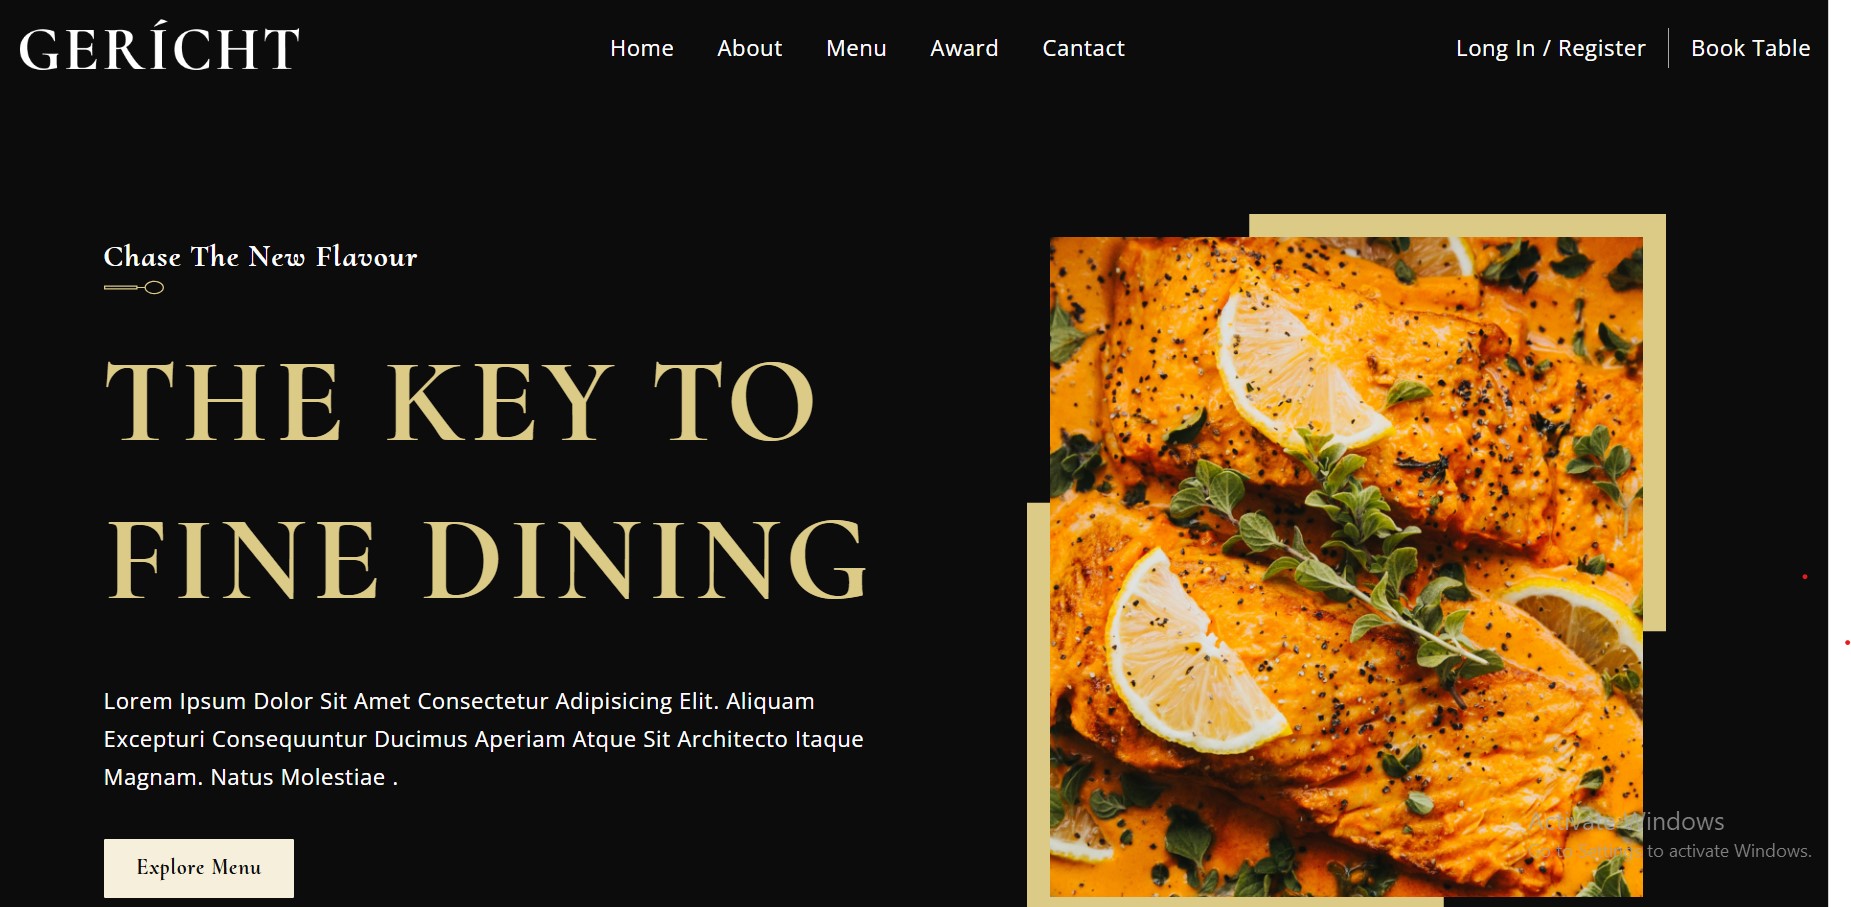 GERÍCHT
Home About Menu Award Cantact
Long In / Register Book Table
Chase The New Flavour
THE KEY TO
FINE DINING
Lorem Ipsum Dolor Sit Amet Consectetur Adipisicing Elit. Aliquam
Excepturi Consequuntur Ducimus Aperiam Atque Sit Architecto Itaque
Magnam. Natus Molestiae .
Explore Menu
Activate Windows
Go to Settings to activate Windows.